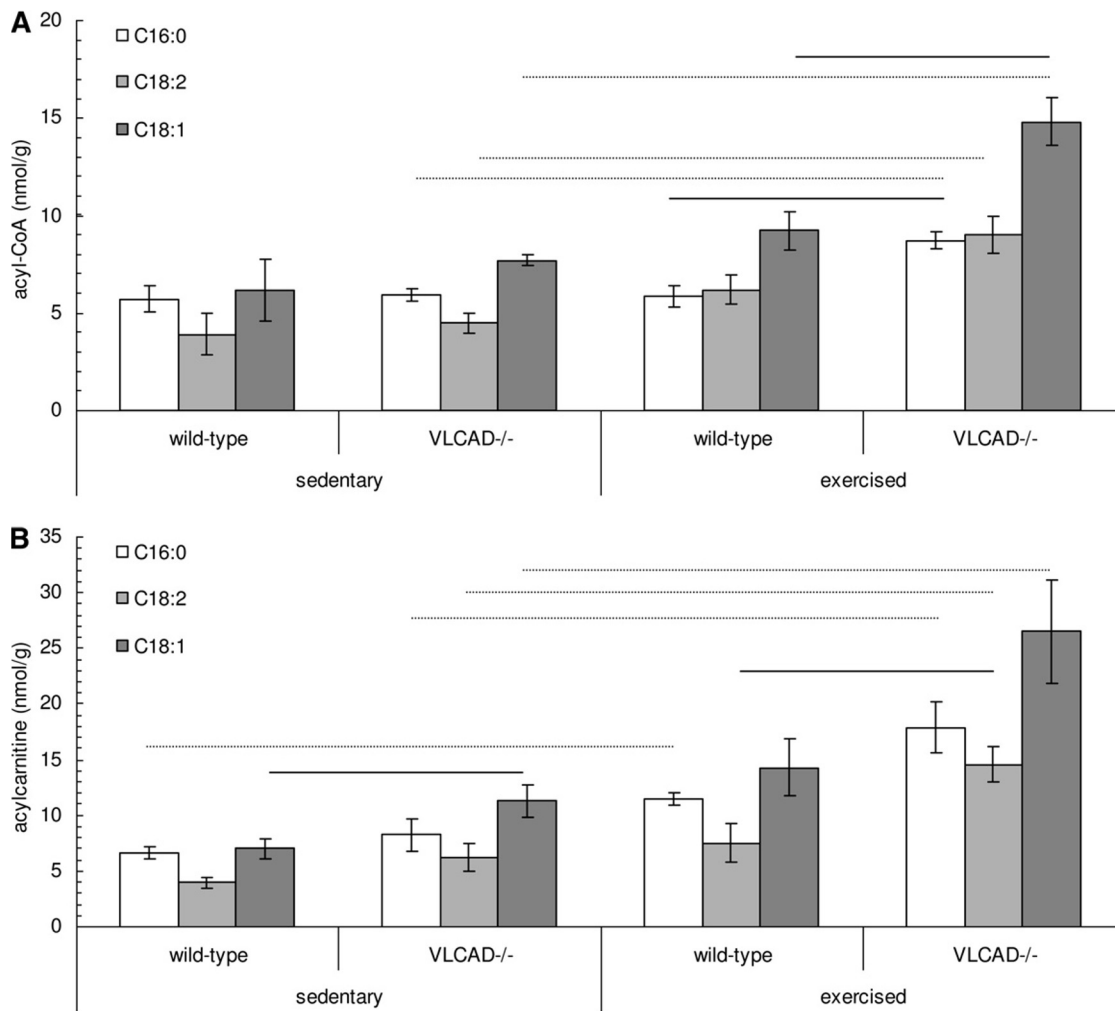 A
acyl-CoA (nmol/g)
20
15
10
5
0
C16:0
C18:2
C18:1
wild-type VLCAD-/- wild-type VLCAD-/-
sedentary exercised
B
acylcarnitine (nmol/g)
35
30
25
20
15
10
5
0
C16:0
C18:2
C18:1
wild-type VLCAD-/- wild-type VLCAD-/-
sedentary exercised